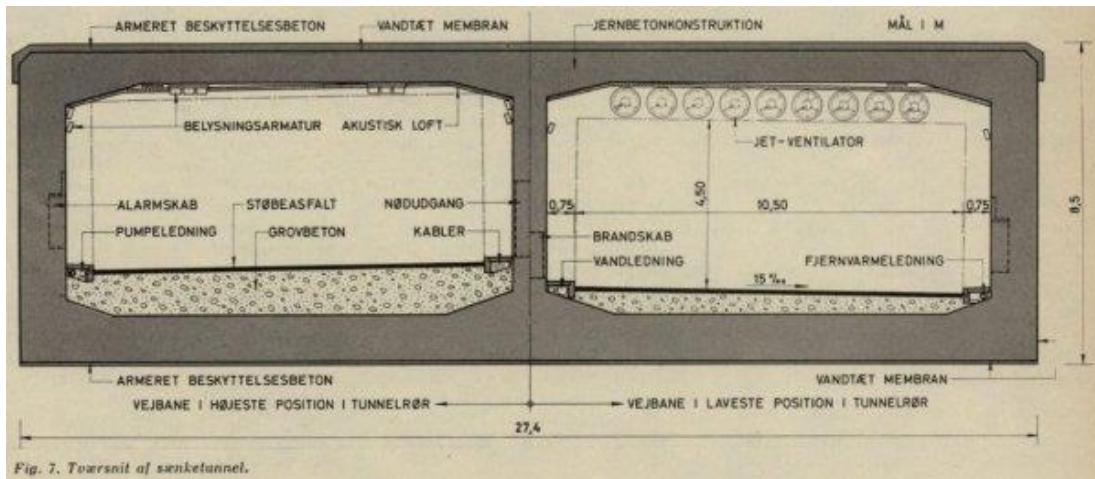 ARMERET BESKYTTELSESBETON
VANDTÆT MEMBRAN
JERNBETONKONSTRUKTION
MÅL I M
BELYSNINGSARMATUR
AKUSTISK LOFT
JET-VENTILATOR
ALARMSKAB
STØBEASFALT
NØDUDGANG
0,75
4,50
10,50
0,75
8,5
PUMPELEDNING
GROVBETON
KABLER
BRANDSKAB
VANDLEDNING
FJERNVARMELEDNING
15
ARMERET BESKYTTELSESBETON
VANDTÆT MEMBRAN
VEJBANE I HØJESTE POSITION I TUNNELRØR
VEJBANE I LAVESTE POSITION I TUNNELRØR
27,4
Fig. 7. Tværsnit af sænketunnel.